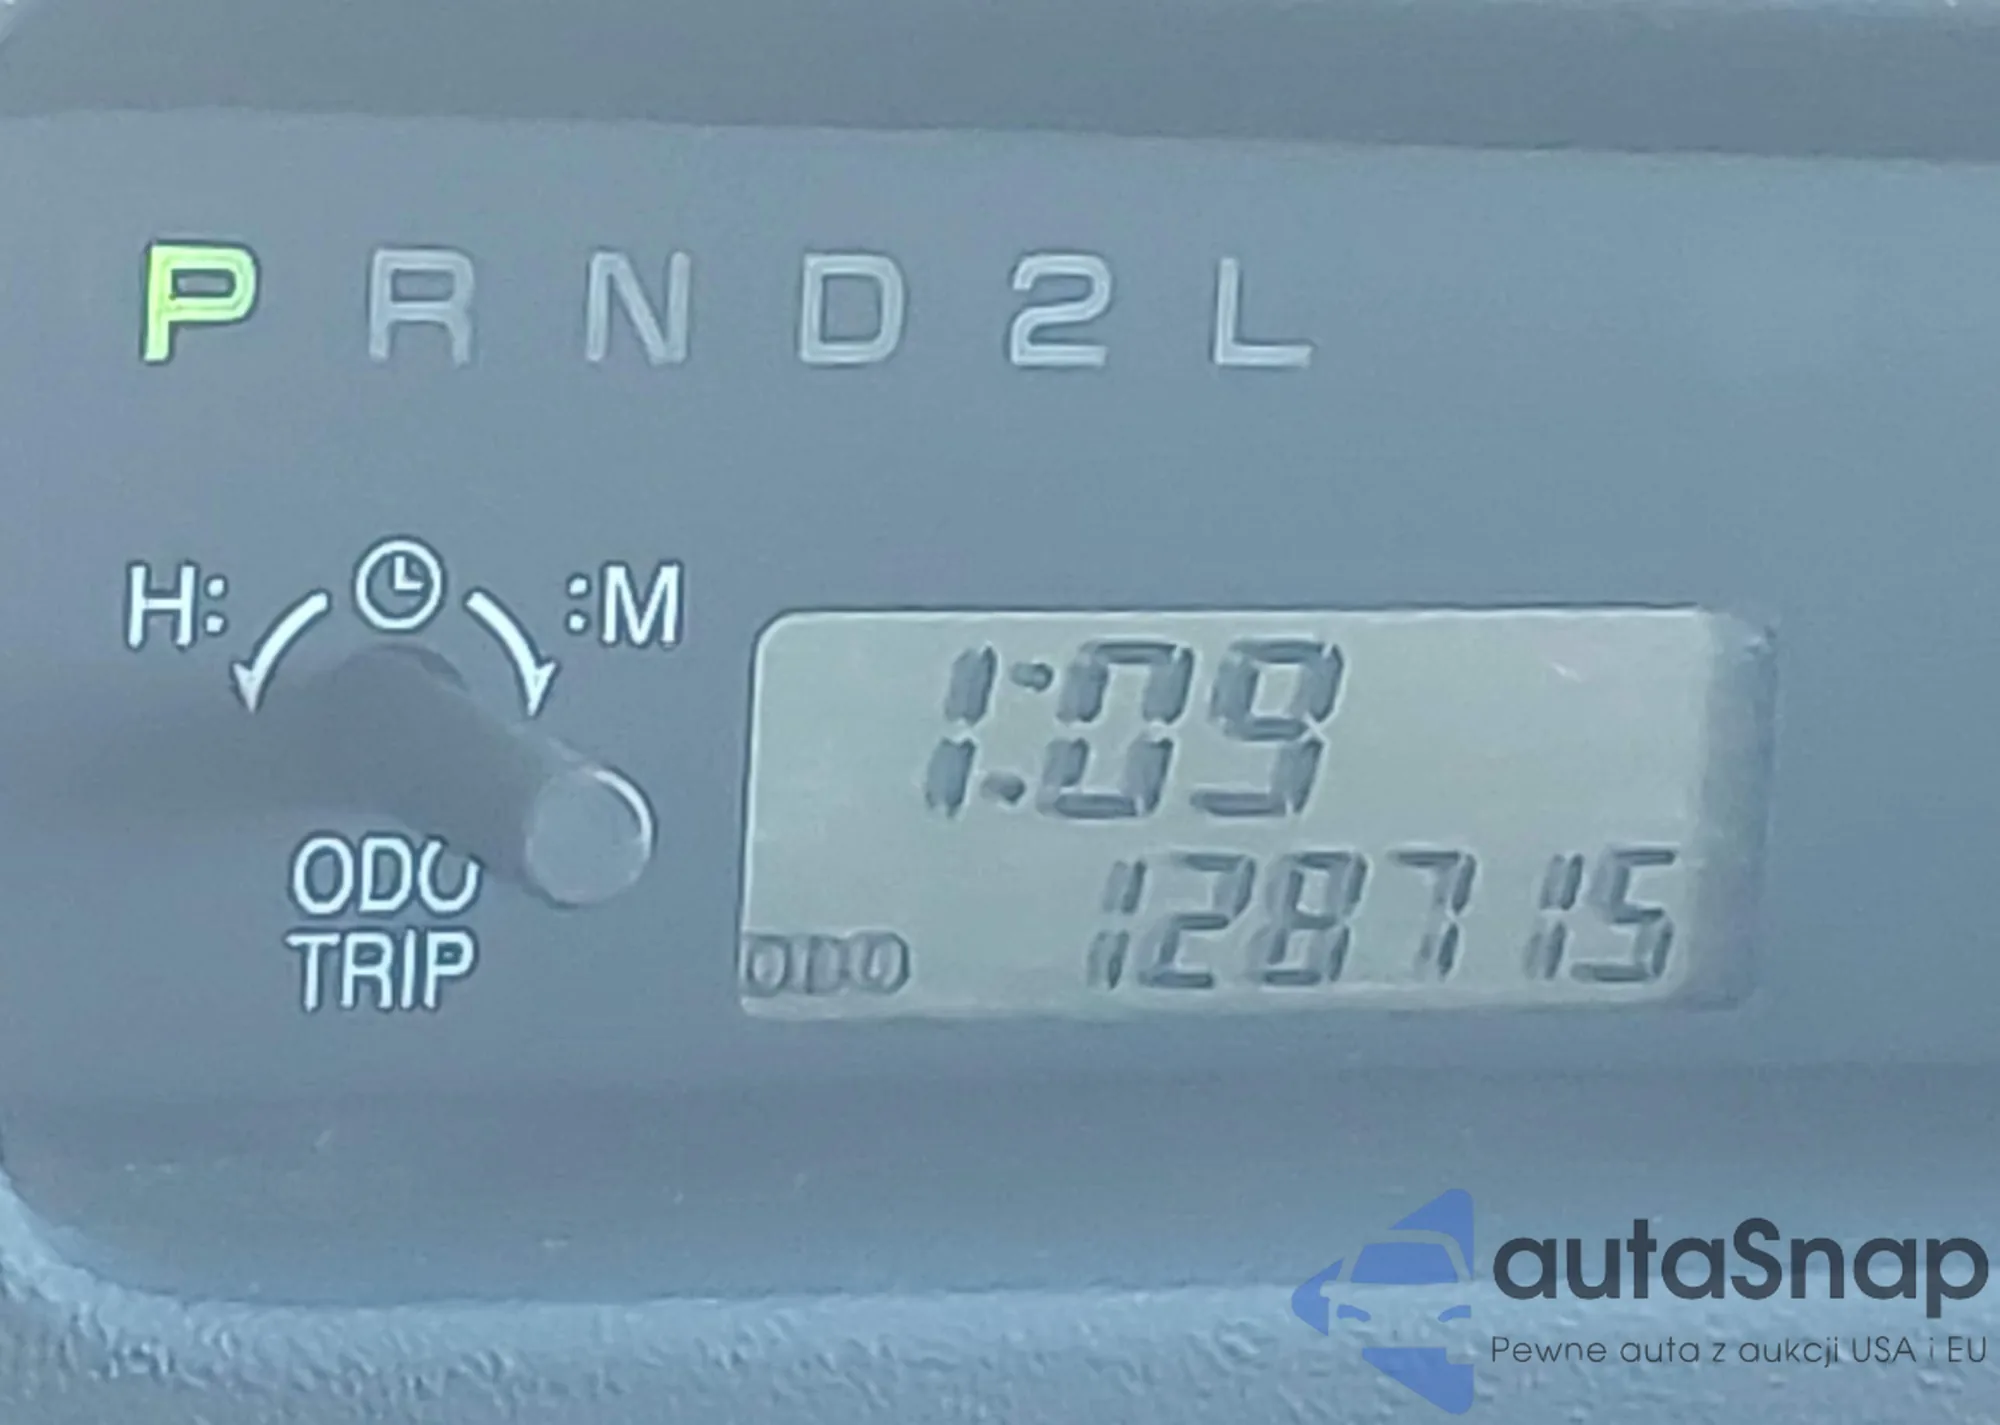 P R N D 2 L
H: :M
1:09
ODO
TRIP
ODO 128715
autaSnap
Pewne auta z aukcji USA i EU